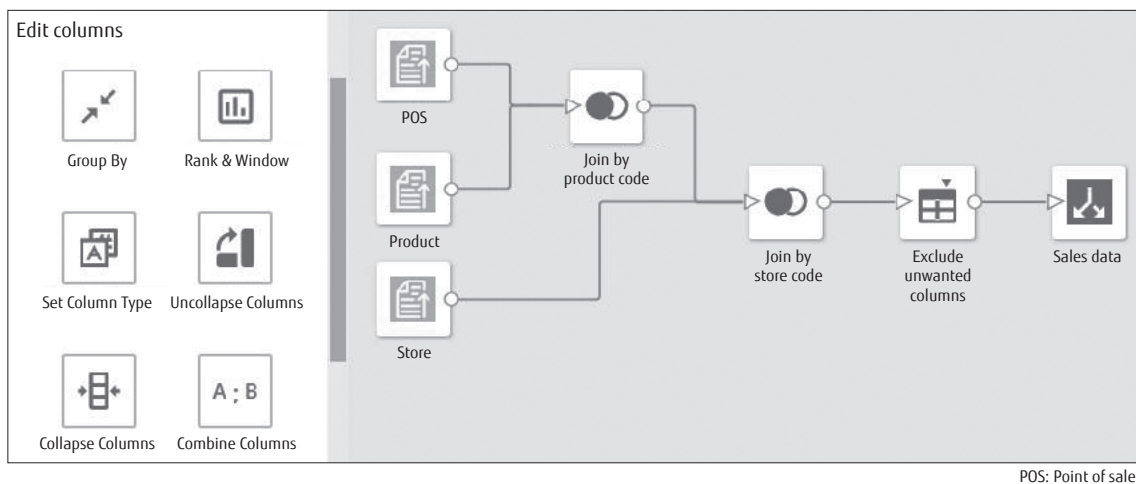 Edit columns
Group By
Rank & Window
Set Column Type
Uncollapse Columns
A ; B
Collapse Columns
Combine Columns
POS
Product
Store
Join by
product code
Join by
store code
Exclude
unwanted
columns
Sales data
POS: Point of sale